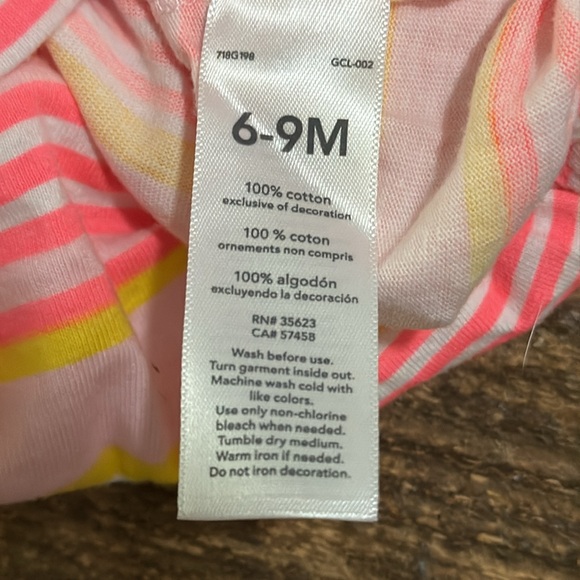 718G198 GCL-002
6-9M
100% cotton
exclusive of decoration
100 % coton
ornements non compris
100% algodón
excluyendo la decoración
RN# 35623
CA# 57458
Wash before use.
Turn garment inside out.
Machine wash cold with
like colors.
Use only non-chlorine
bleach when needed.
Tumble dry medium.
Warm iron if needed.
Do not iron decoration.